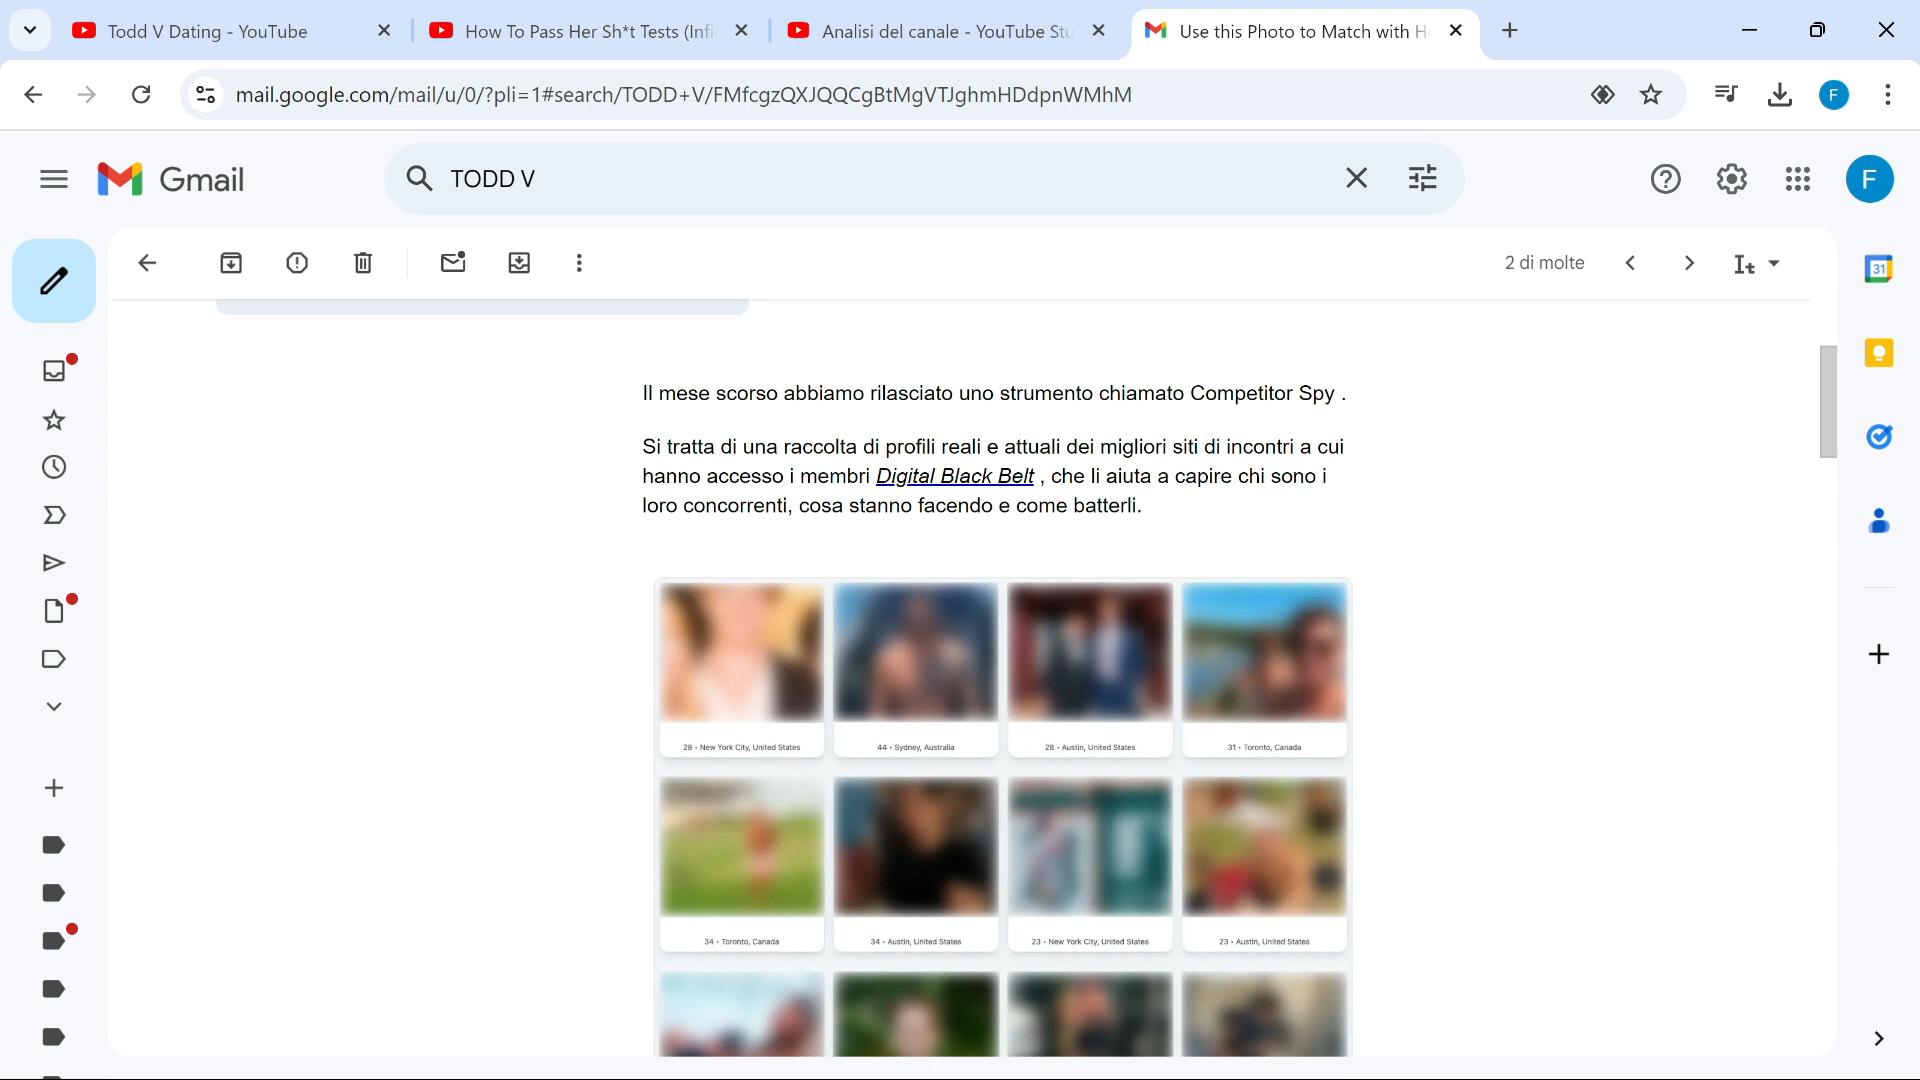 Todd V Dating - YouTube
How To Pass Her Sh*t Tests (Infi
Analisi del canale - YouTube Stu
Use this Photo to Match with H
mail.google.com/mail/u/0/?pli=1#search/TODD+V/FMfcgzQXJQQCgBtMgVTJghmHDdpnWMhM
F
Gmail
TODD V
F
2 di molte
31
Il mese scorso abbiamo rilasciato uno strumento chiamato Competitor Spy .
Si tratta di una raccolta di profili reali e attuali dei migliori siti di incontri a cui
hanno accesso i membri Digital Black Belt , che li aiuta a capire chi sono i
loro concorrenti, cosa stanno facendo e come batterli.
28 • New York City, United States
44 • Sydney, Australia
28 • Austin, United States
31 • Toronto, Canada
34 • Toronto, Canada
34 • Austin, United States
23 • New York City, United States
23 • Austin, United States